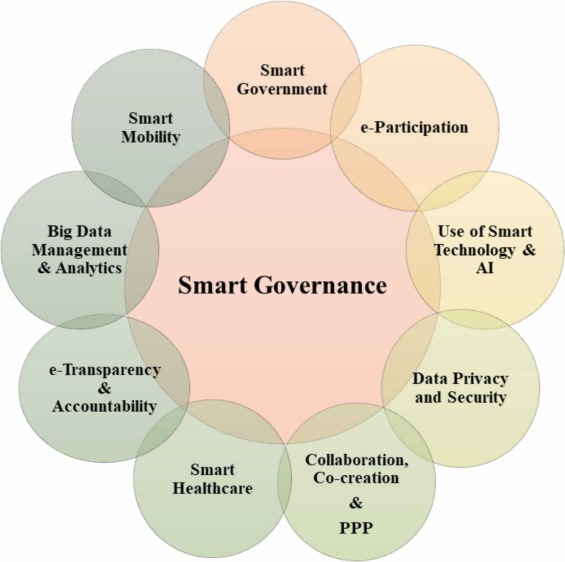 Smart
Government
e-Participation
Use of Smart
Technology &
AI
Data Privacy
and Security
Collaboration,
Co-creation
&
PPP
Smart
Healthcare
e-Transparency
&
Accountability
Big Data
Management
& Analytics
Smart
Mobility
Smart Governance